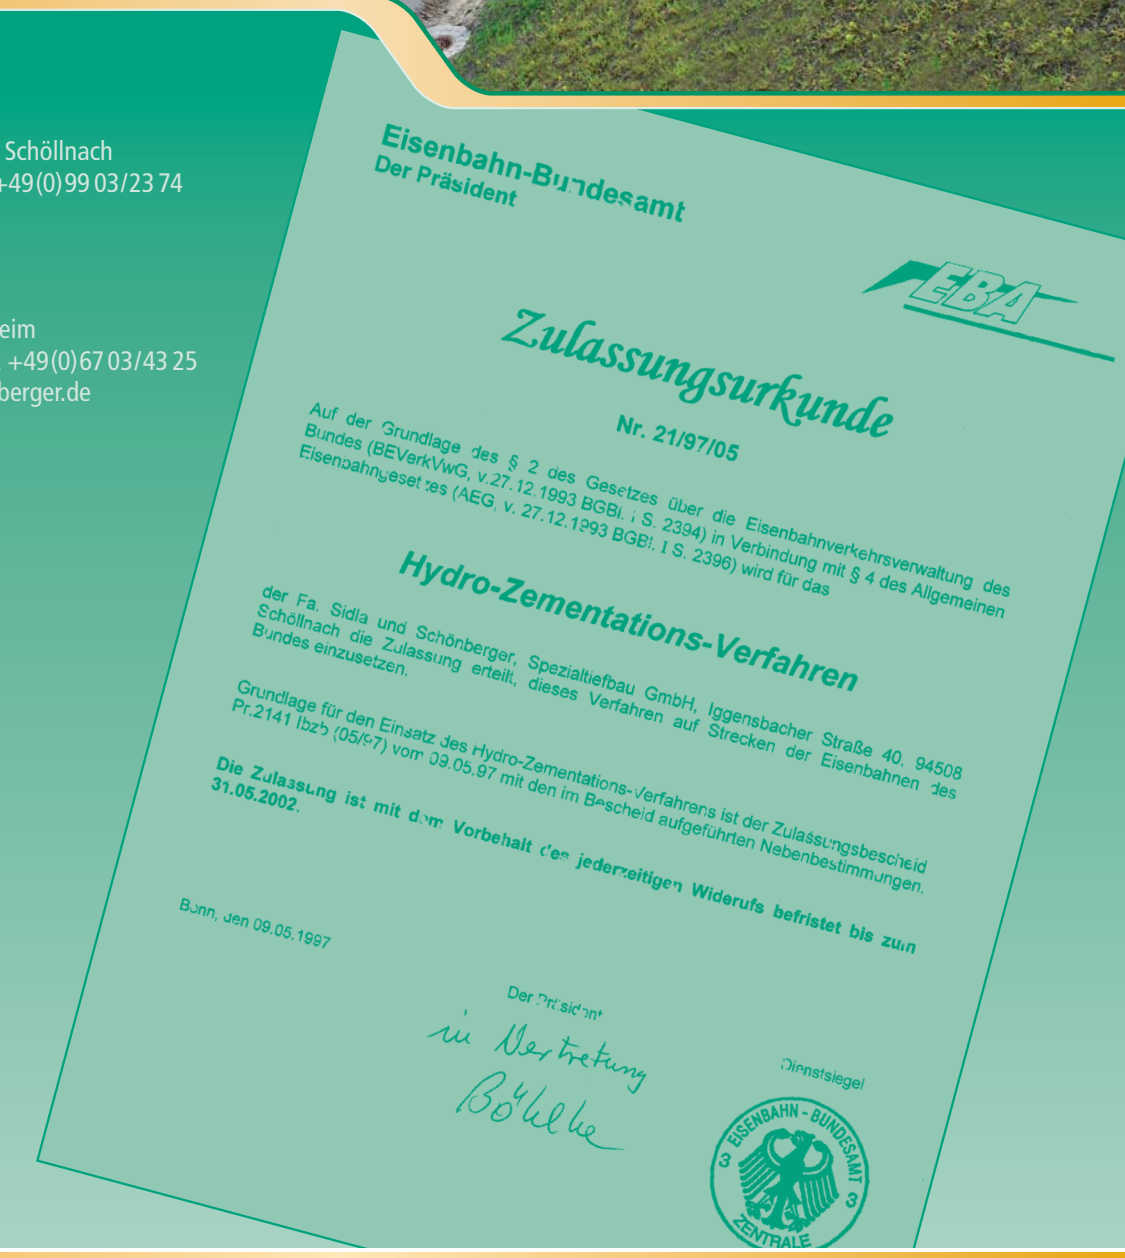 Schöllnach
+49(0)99 03/23 74
eim
+49(0)67 03/43 25
berger.de
Eisenbahn-Bundesamt
Der Präsident
EBA
Zulassungsurkunde
Nr. 21/97/05
Auf der Grundlage des § 2 des Gesetzes über die Eisenbahnverkehrsverwaltung des
Bundes (BEVerkVwG, v.27.12.1993 BGBl. I S. 2394) in Verbindung mit § 4 des Allgemeinen
Eisenbahngesetzes (AEG, v. 27.12.1993 BGBl. I S. 2396) wird für das
Hydro-Zementations-Verfahren
der Fa. Sidla und Schönberger, Spezialtiefbau GmbH, Iggensbacher Straße 40, 94508
Schöllnach die Zulassung erteilt, dieses Verfahren auf Strecken der Eisenbahnen des
Bundes einzusetzen.
Grundlage für den Einsatz des Hydro-Zementations-Verfahrens ist der Zulassungsbescheid
Pr.2141 Ibzb (05/97) vom 09.05.97 mit den im Bescheid aufgeführten Nebenbestimmungen.
Die Zulassung ist mit dem Vorbehalt des jederzeitigen Widerufs befristet bis zum
31.05.2002.
Bonn, den 09.05.1997
Der Präsident
in Vertretung
Dienstsiegel
EISENBAHN - BUNDESAMT
3 3
ZENTRALE